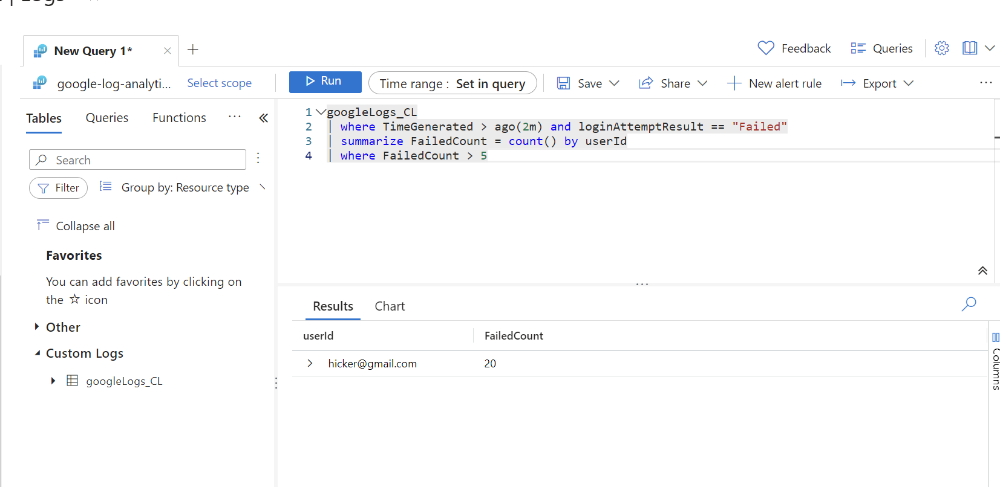 | Logs
New Query 1*
Feedback
Queries
google-log-analyti...
Select scope
Run
Time range : Set in query
Save
Share
New alert rule
Export
Tables
Queries
Functions
Search
Filter
Group by: Resource type
Collapse all
Favorites
You can add favorites by clicking on
the ☆ icon
Other
Custom Logs
googleLogs_CL
1 googleLogs_CL
2 | where TimeGenerated > ago(2m) and loginAttemptResult == "Failed"
3 | summarize FailedCount = count() by userId
4 | where FailedCount > 5
Results
Chart
userId
FailedCount
hicker@gmail.com
20
Columns